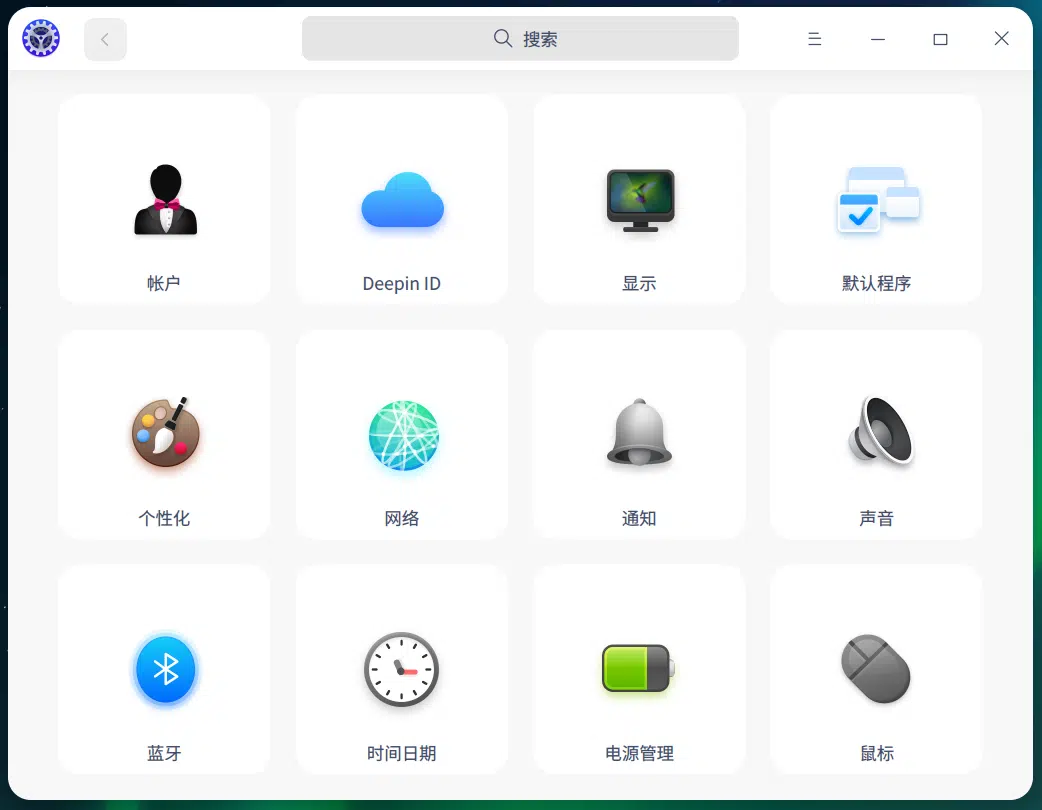 搜索
帐户
Deepin ID
显示
默认程序
个性化
网络
通知
声音
蓝牙
时间日期
电源管理
鼠标